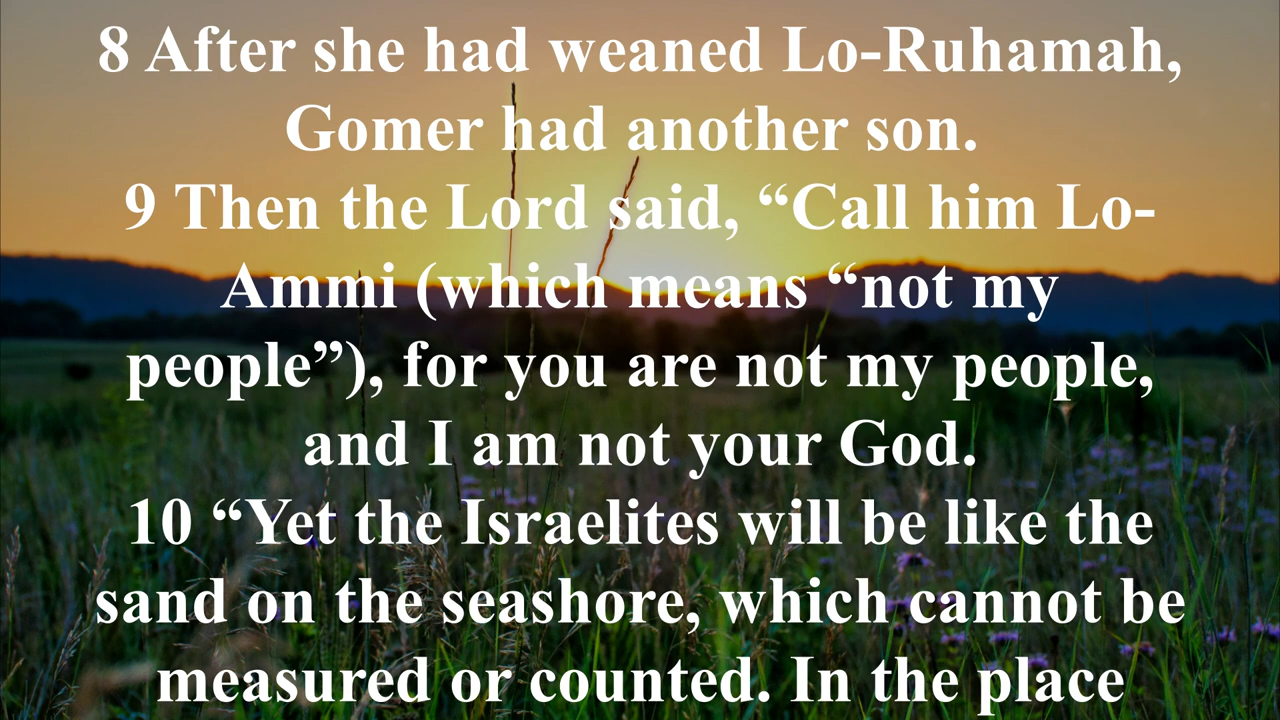 8 After she had weaned Lo-Ruhamah,
Gomer had another son.
9 Then the Lord said, “Call him Lo-
Ammi (which means “not my
people”), for you are not my people,
and I am not your God.
10 “Yet the Israelites will be like the
sand on the seashore, which cannot be
measured or counted. In the place